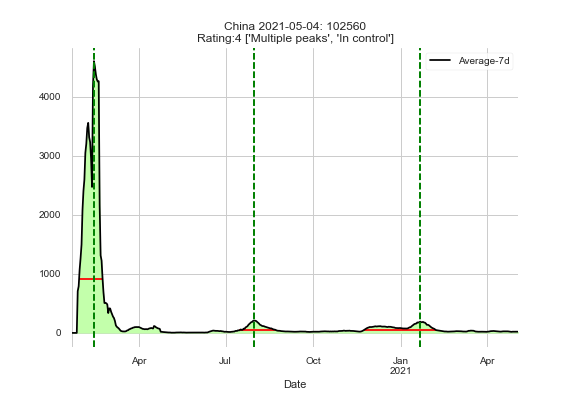 China 2021-05-04: 102560
Rating:4 ['Multiple peaks', 'In control']
Average-7d
4000
3000
2000
1000
0
Apr
Jul
Oct
Jan
2021
Apr
Date